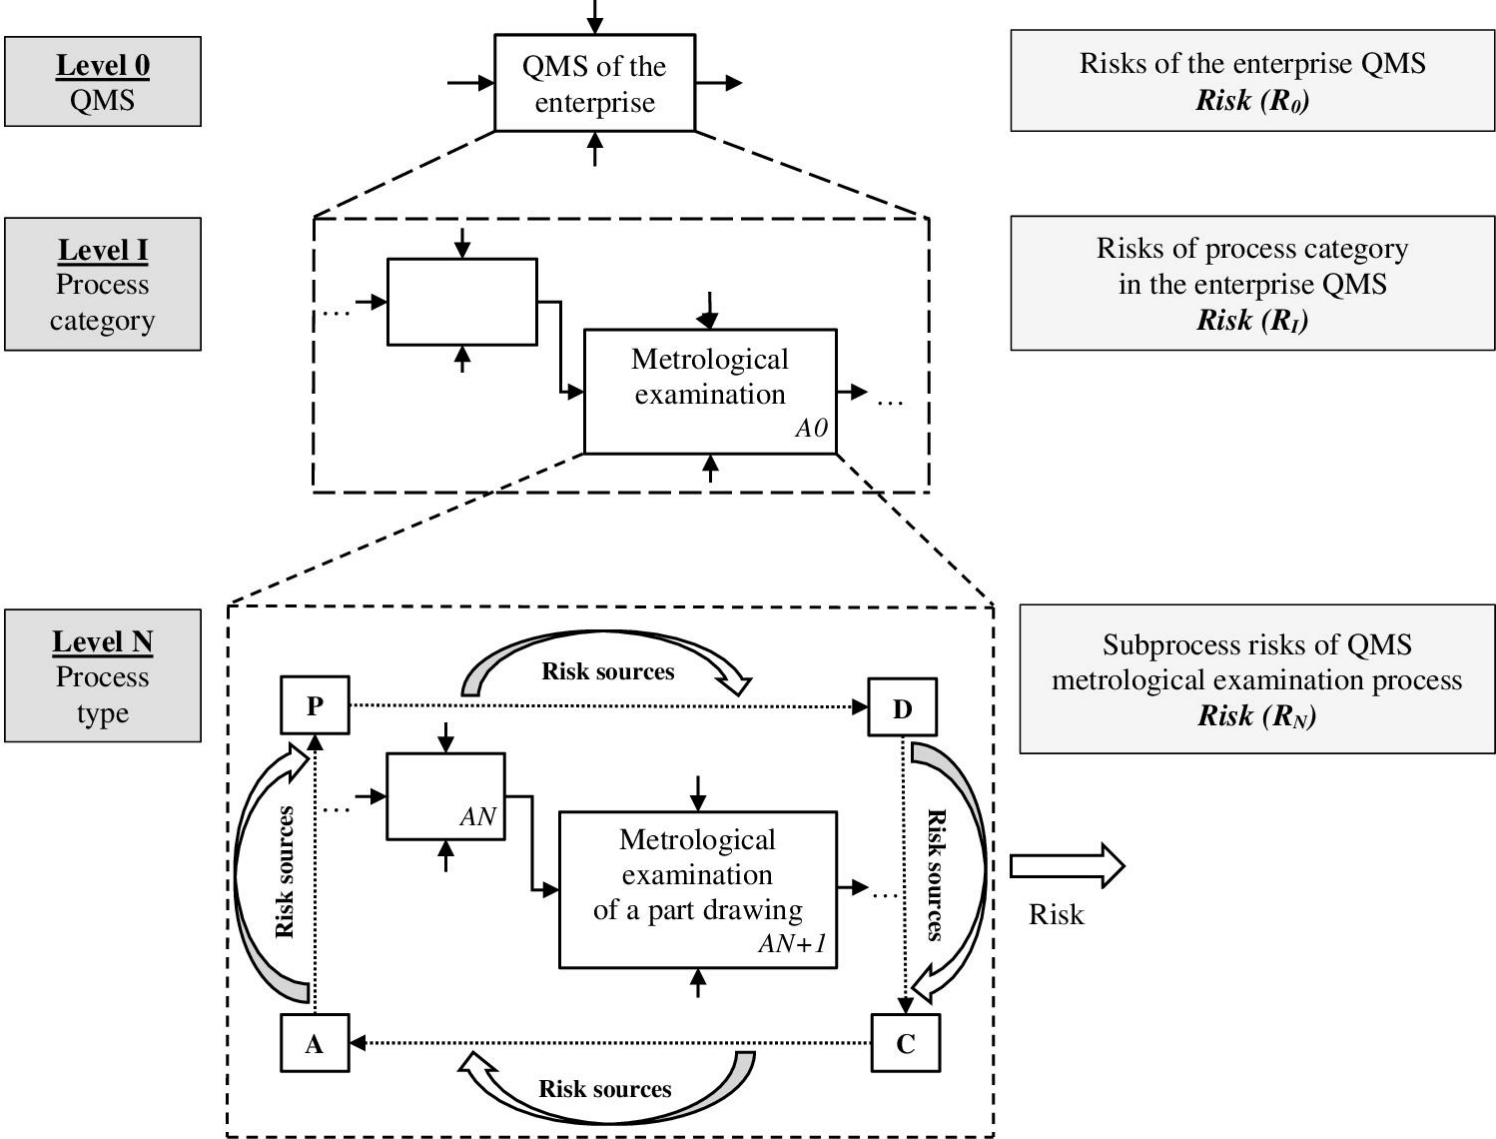 Level 0
QMS
QMS of the
enterprise
Risks of the enterprise QMS
Risk (R0)
Level I
Process
category
...
Metrological
examination
A0
...
Risks of process category
in the enterprise QMS
Risk (RI)
Level N
Process
type
Risk sources
P
D
...
AN
Metrological
examination
of a part drawing
AN+1
...
Risk sources
Risk sources
A
C
Risk sources
Subprocess risks of QMS
metrological examination process
Risk (RN)
Risk